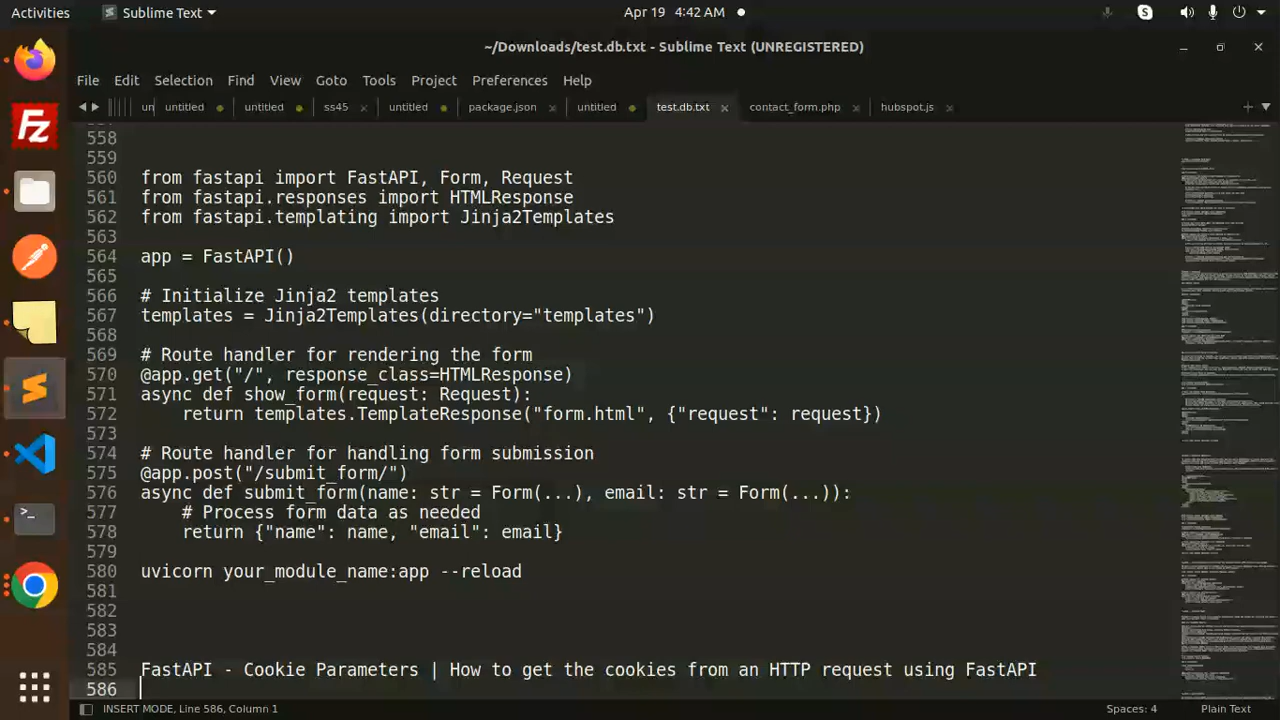 Activities Sublime Text Apr 19 4:42 AM
~/Downloads/test.db.txt - Sublime Text (UNREGISTERED)
File Edit Selection Find View Goto Tools Project Preferences Help
un untitled untitled ss45 untitled package.json untitled test.db.txt contact_form.php hubspot.js
558
559
560 from fastapi import FastAPI, Form, Request
561 from fastapi.responses import HTMLResponse
562 from fastapi.templating import Jinja2Templates
563
564 app = FastAPI()
565
566 # Initialize Jinja2 templates
567 templates = Jinja2Templates(directory="templates")
568
569 # Route handler for rendering the form
570 @app.get("/", response_class=HTMLResponse)
571 async def show_form(request: Request):
572 return templates.TemplateResponse("form.html", {"request": request})
573
574 # Route handler for handling form submission
575 @app.post("/submit_form/")
576 async def submit_form(name: str = Form(...), email: str = Form(...)):
577 # Process form data as needed
578 return {"name": name, "email": email}
579
580 uvicorn your_module_name:app --reload
581
582
583
584
585 FastAPI - Cookie Parameters | How to get the cookies from an HTTP request using FastAPI
586
INSERT MODE, Line 586, Column 1 Spaces: 4 Plain Text